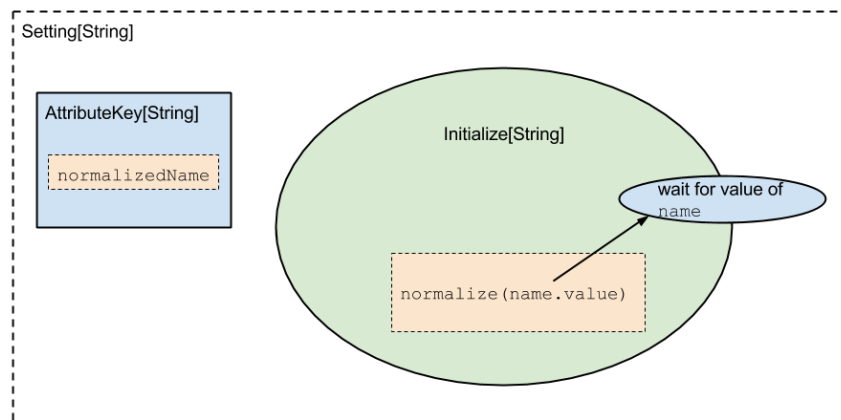 Setting[String]
AttributeKey[String]
normalizedName
Initialize[String]
wait for value of
name
normalize(name.value)